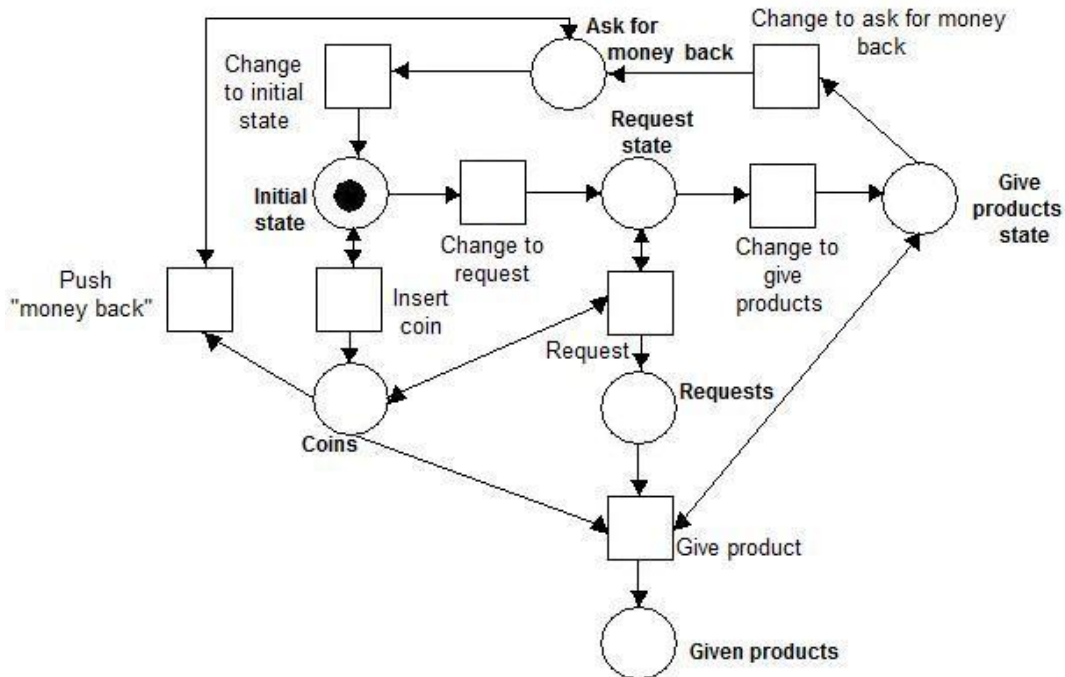 Ask for
money back
Change to ask for money
back
Change
to initial
state
Request
state
Initial
state
Give
products
state
Change to
request
Change to
give
products
Push
"money back"
Insert
coin
Request
Requests
Coins
Give product
Given products